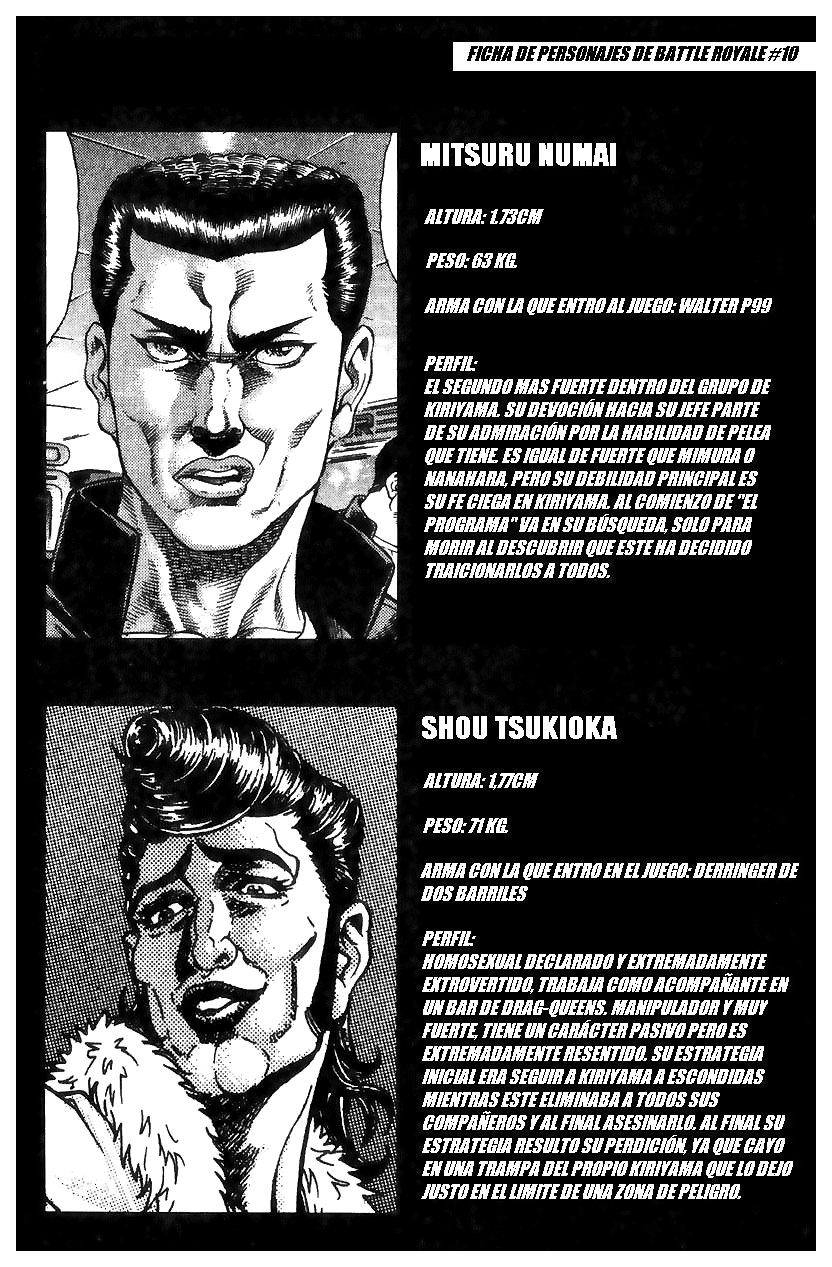 FICHA DE PERSONAJES DE BATTLE ROYALE #10
MITSURU NUMAI
ALTURA: 1.73CM
PESO: 63 KG.
ARMA CON LA QUE ENTRO AL JUEGO: WALTER P99
PERFIL:
EL SEGUNDO MAS FUERTE DENTRO DEL GRUPO DE
KIRIYAMA. SU DEVOCIÓN HACIA SU JEFE PARTE
DE SU ADMIRACIÓN POR LA HABILIDAD DE PELEA
QUE TIENE. ES IGUAL DE FUERTE QUE MIMURA O
NANAHARA, PERO SU DEBILIDAD PRINCIPAL ES
SU FE CIEGA EN KIRIYAMA. AL COMIENZO DE "EL
PROGRAMA" VA EN SU BÚSQUEDA, SOLO PARA
MORIR AL DESCUBRIR QUE ESTE HA DECIDIDO
TRAICIONARLOS A TODOS.
SHOU TSUKIOKA
ALTURA: 1,77CM
PESO: 71 KG.
ARMA CON LA QUE ENTRO EN EL JUEGO: DERRINGER DE
DOS BARRILES
PERFIL:
HOMOSEXUAL DECLARADO Y EXTREMADAMENTE
EXTROVERTIDO, TRABAJA COMO ACOMPAÑANTE EN
UN BAR DE DRAG-QUEENS. MANIPULADOR Y MUY
FUERTE, TIENE UN CARÁCTER PASIVO PERO ES
EXTREMADAMENTE RESENTIDO. SU ESTRATEGIA
INICIAL ERA SEGUIR A KIRIYAMA A ESCONDIDAS
MIENTRAS ESTE ELIMINABA A TODOS SUS
COMPAÑEROS Y AL FINAL ASESINARLO. AL FINAL SU
ESTRATEGIA RESULTO SU PERDICIÓN, YA QUE CAYO
EN UNA TRAMPA DEL PROPIO KIRIYAMA QUE LO DEJO
JUSTO EN EL LIMITE DE UNA ZONA DE PELIGRO.